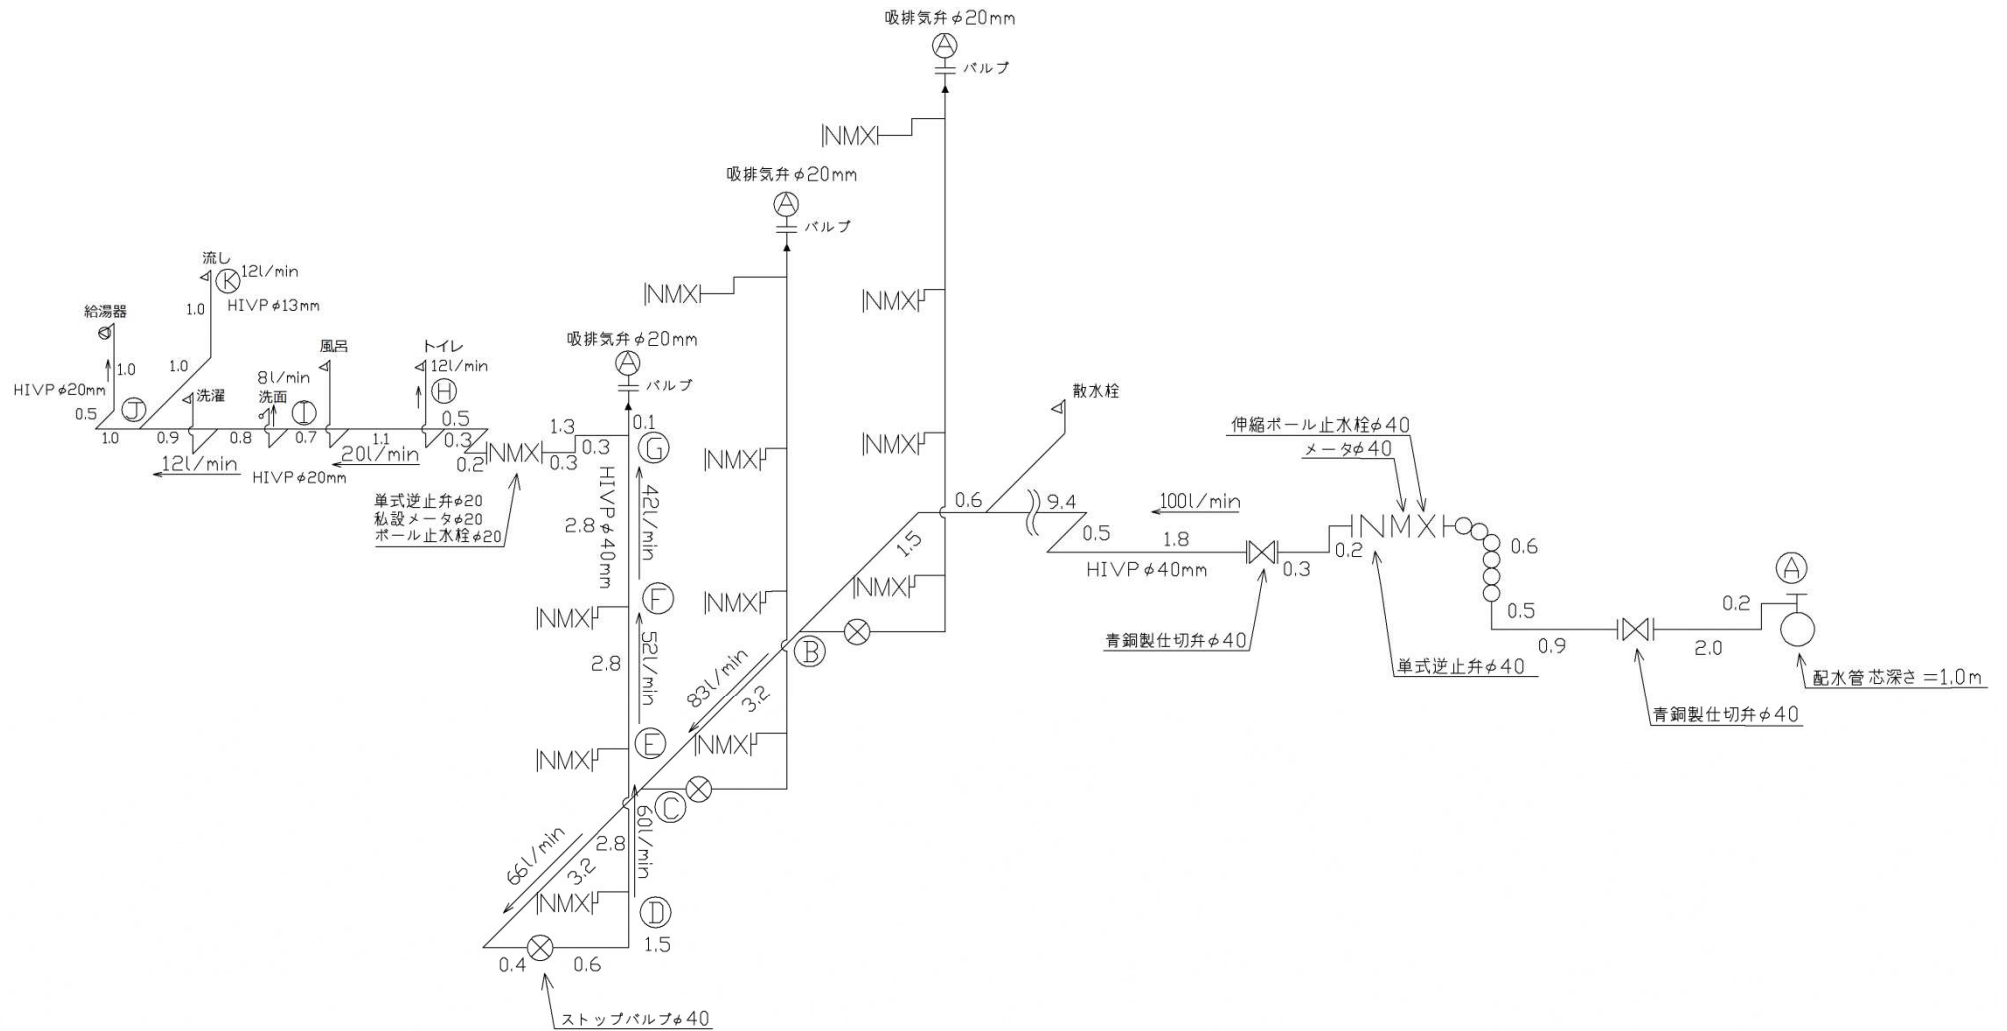 吸排気弁φ20mm
A
バルブ
NMX
吸排気弁φ20mm
A
バルブ
NMX
NMX
NMX
NMX
NMX
NMX
NMX
吸排気弁φ20mm
A
バルブ
流し
K
12l/min
HIVPφ13mm
1.0
1.0
給湯器
1.0
HIVPφ20mm
0.5
J
1.0
洗濯
0.9
0.8
8l/min
洗面
I
0.7
風呂
1.1
トイレ
12l/min
H
0.5
0.3
0.2
12l/min
20l/min
HIVPφ20mm
NMX
1.3
0.3
0.3
0.1
G
単式逆止弁φ20
私設メータφ20
ボール止水栓φ20
HIVPφ40mm
42l/min
2.8
F
NMX
52l/min
2.8
E
NMX
60l/min
2.8
D
NMX
1.5
0.4
0.6
ストップバルブφ40
66l/min
3.2
C
83l/min
3.2
B
1.5
0.6
散水栓
9.4
0.5
100l/min
1.8
HIVPφ40mm
0.3
0.2
青銅製仕切弁φ40
伸縮ボール止水栓φ40
メータφ40
NMX
単式逆止弁φ40
0.6
0.5
0.9
2.0
0.2
A
青銅製仕切弁φ40
配水管芯深さ=1.0m